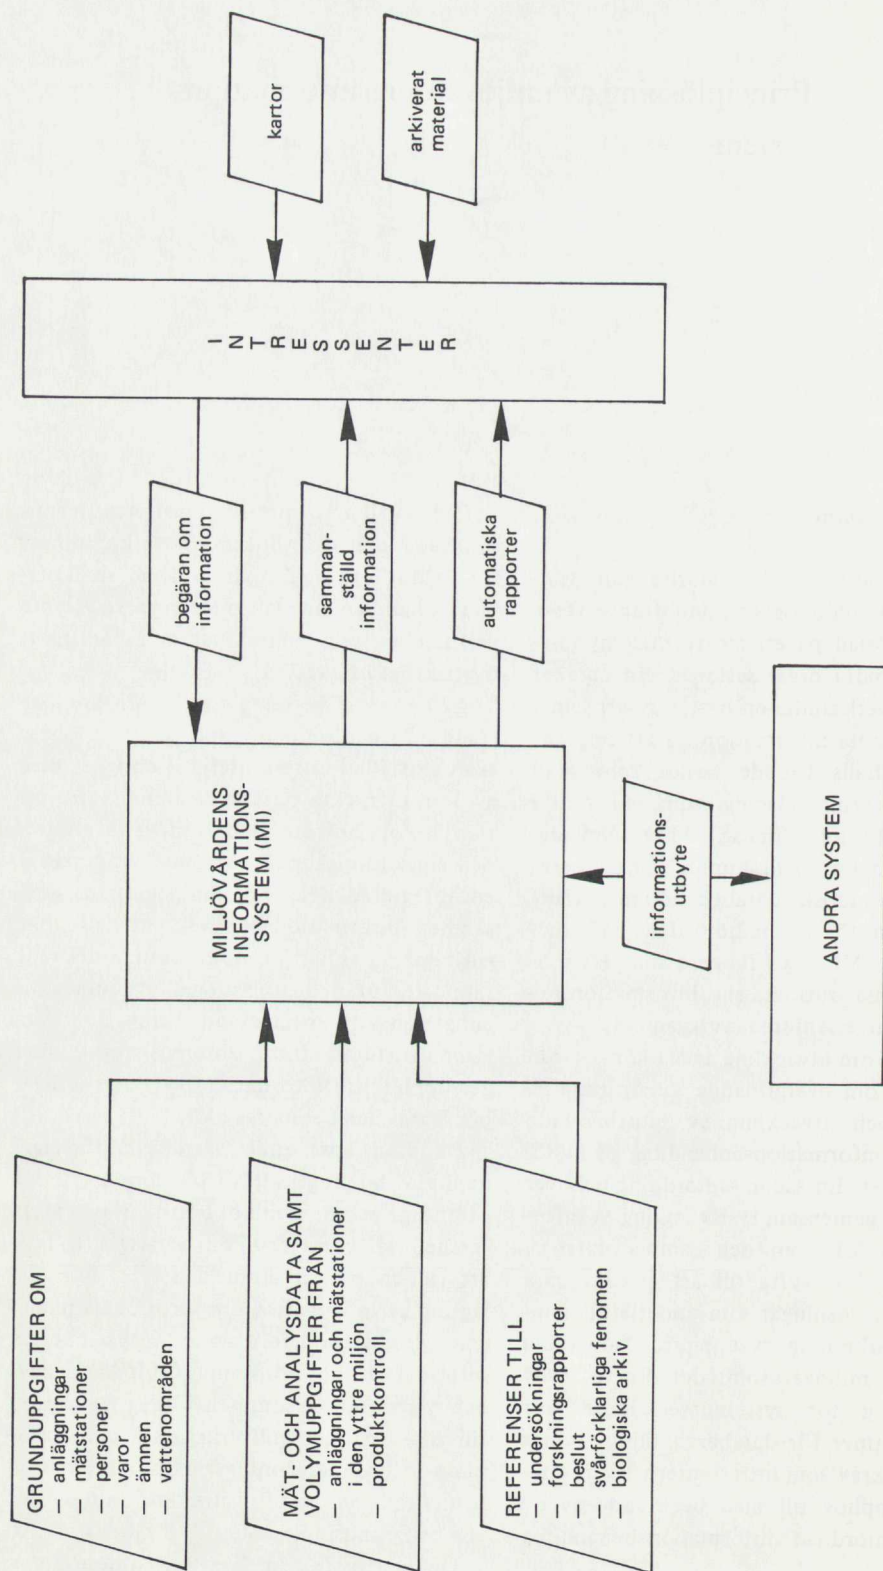 GRUNDUPPGIFTER OM
— anläggningar
— mätstationer
— personer
— varor
— ämnen
— vattenområden
MÄT- OCH ANALYSDATA SAMT
VOLYMUPPGIFTER FRÅN
— anläggningar och mätstationer
i den yttre miljön
— produktkontroll
REFERENSER TILL
— undersökningar
— forskningsrapporter
— beslut
— svårförklarliga fenomen
— biologiska arkiv
MILJÖVÅRDENS
INFORMATIONS-
SYSTEM (MI)
informations-
utbyte
ANDRA SYSTEM
begäran om
information
samman-
ställd
information
automatiska
rapporter
INTRESSENTER
kartor
arkiverat
material